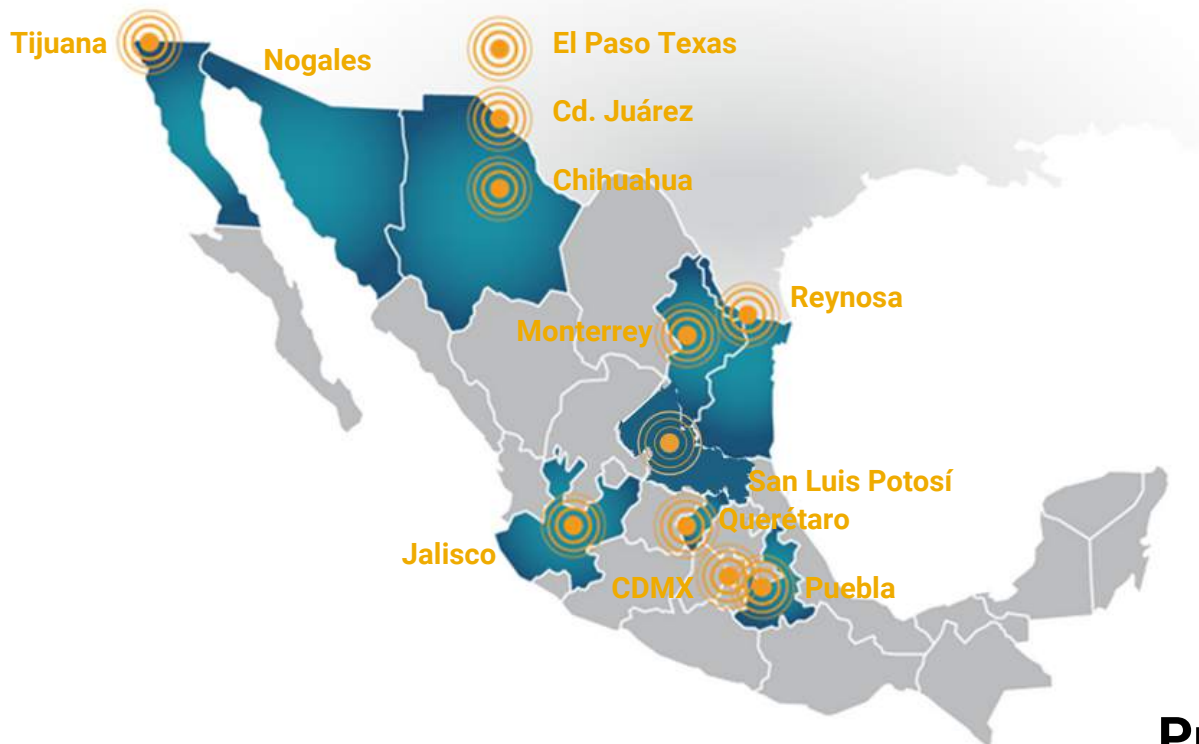 Tijuana
El Paso Texas
Nogales
Cd. Juárez
Chihuahua
Reynosa
Monterrey
San Luis Potosí
Querétaro
Jalisco
CDMX
Puebla